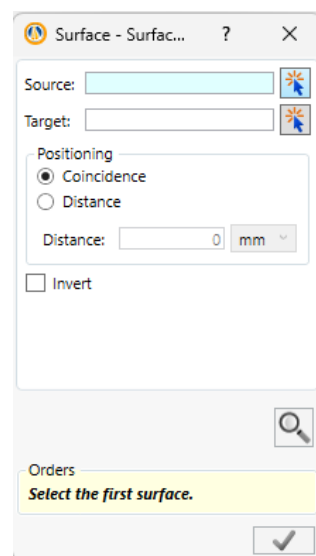 Surface - Surfac... ?
Source:
Target:
Positioning
Coincidence
Distance
Distance: 0 mm
Invert
Orders
Select the first surface.